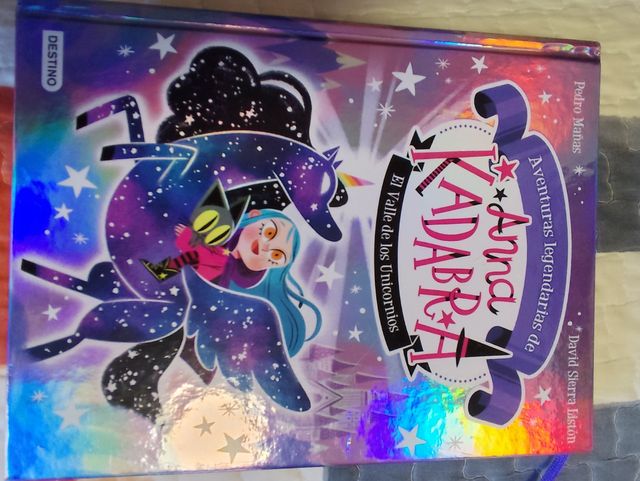 Pedro Mañas
David Sierra Listón
Aventuras legendarias de
Anna
KADABRA
El Valle de los Unicornios
DESTINO